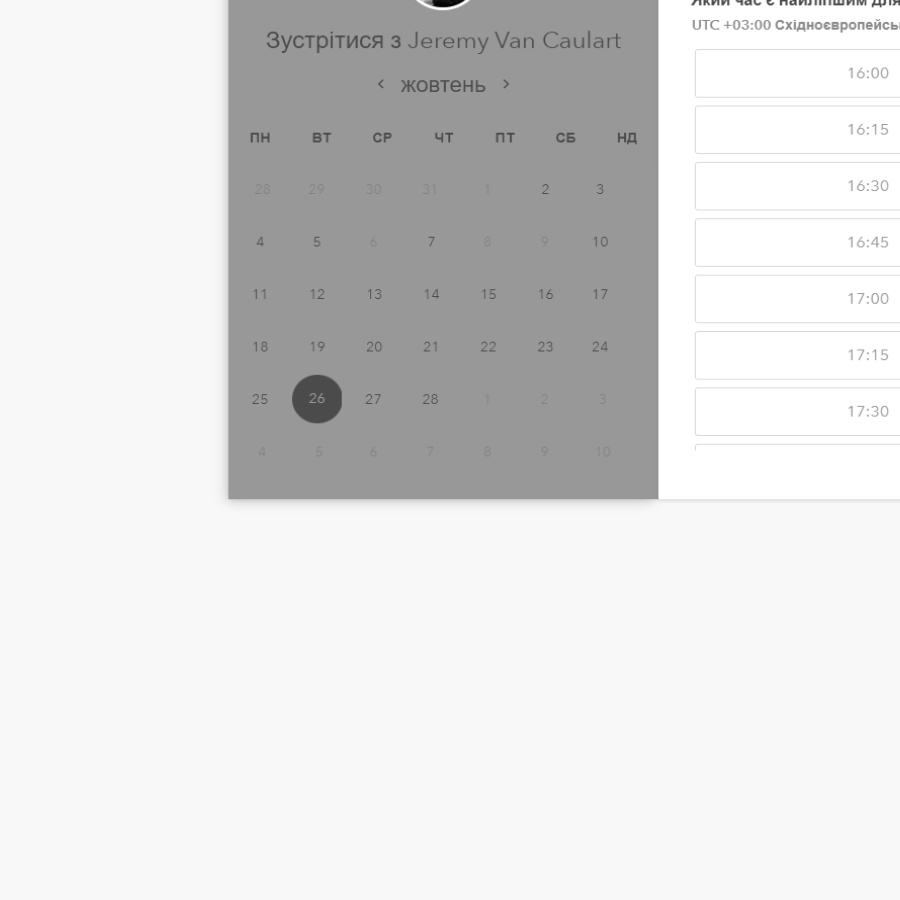 Зустрітися з Jeremy Van Caulart
жовтень
ПН ВТ СР ЧТ ПТ СБ НД
28 29 30 31 1 2 3
4 5 6 7 8 9 10
11 12 13 14 15 16 17
18 19 20 21 22 23 24
25 26 27 28 1 2 3
4 5 6 7 8 9 10
Який час є найліпшим для
UTC +03:00
16:00
16:15
16:30
16:45
17:00
17:15
17:30